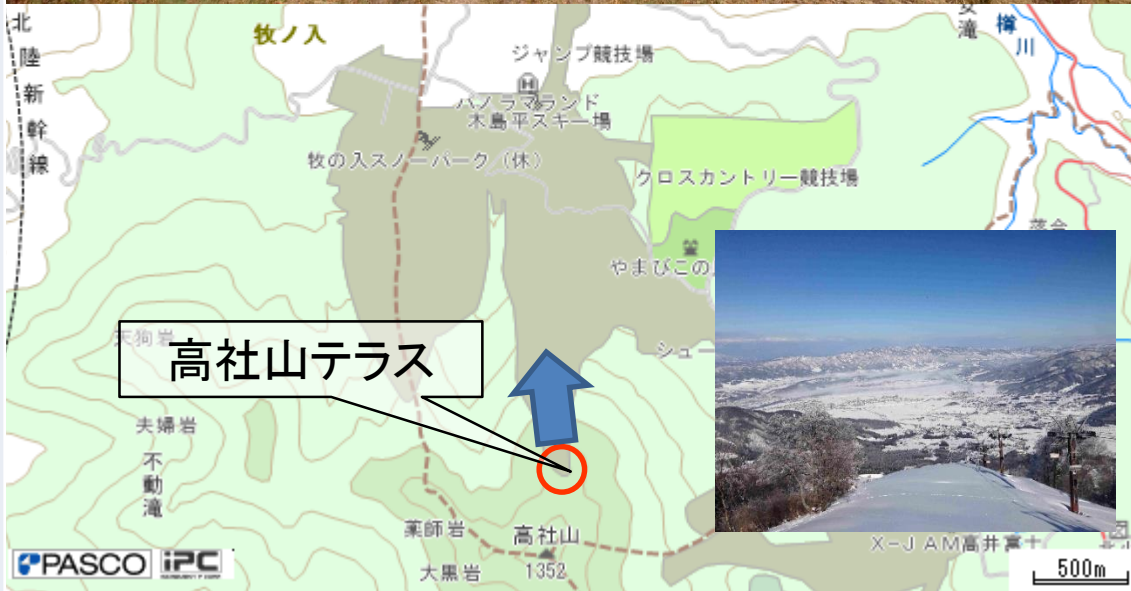 北陸新幹線
牧ノ入
ジャンプ競技場
安滝
樽川
パノラマランド
木島平スキー場
牧の入スノーパーク（休）
クロスカントリー競技場
落合
やまびこの
天狗岩
高社山テラス
シュー
夫婦岩
不動滝
薬師岩
高社山
1352
大黒岩
X-JAM高井富士
PASCO iPC
500m